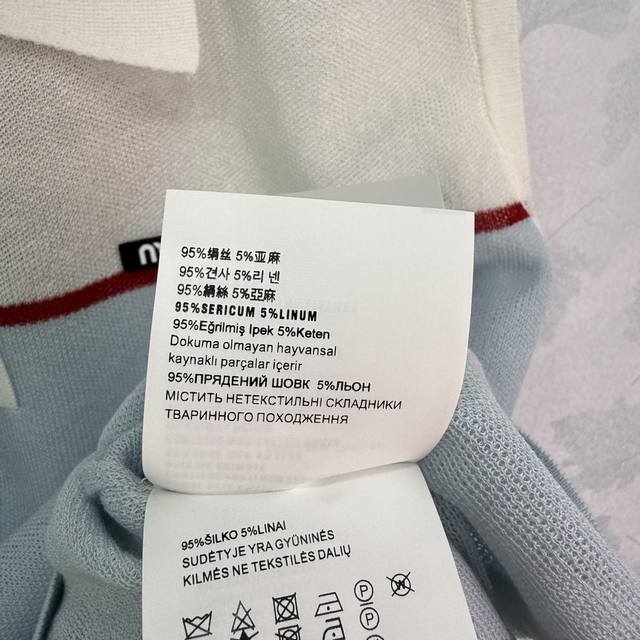 95%绢丝 5%亚麻
95%견사 5%리 넨
95%絹絲 5%亞麻
95%SERICUM 5%LINUM
95%Eğrilmiş Ipek 5%Keten
Dokuma olmayan hayvansal
kaynaklı parçalar içerir
95%ПРЯДЕНИЙ ШОВК 5%ЛЬОН
МІСТИТЬ НЕТЕКСТИЛЬНІ СКЛАДНИКИ
ТВАРИННОГО ПОХОДЖЕННЯ
95%ŠILKO 5%LINAI
SUDĖTYJE YRA GYŪNINĖS
KILMĖS NE TEKSTILĖS DALIŲ
P
P
W